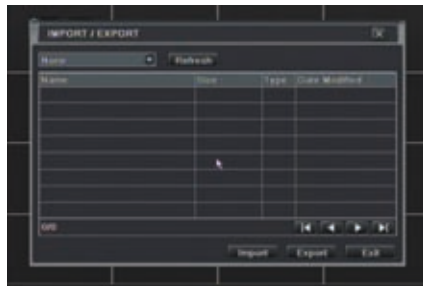 IMPORT / EXPORT
None Refresh
Name Size Type Date Modified
0/0
Import Export Exit